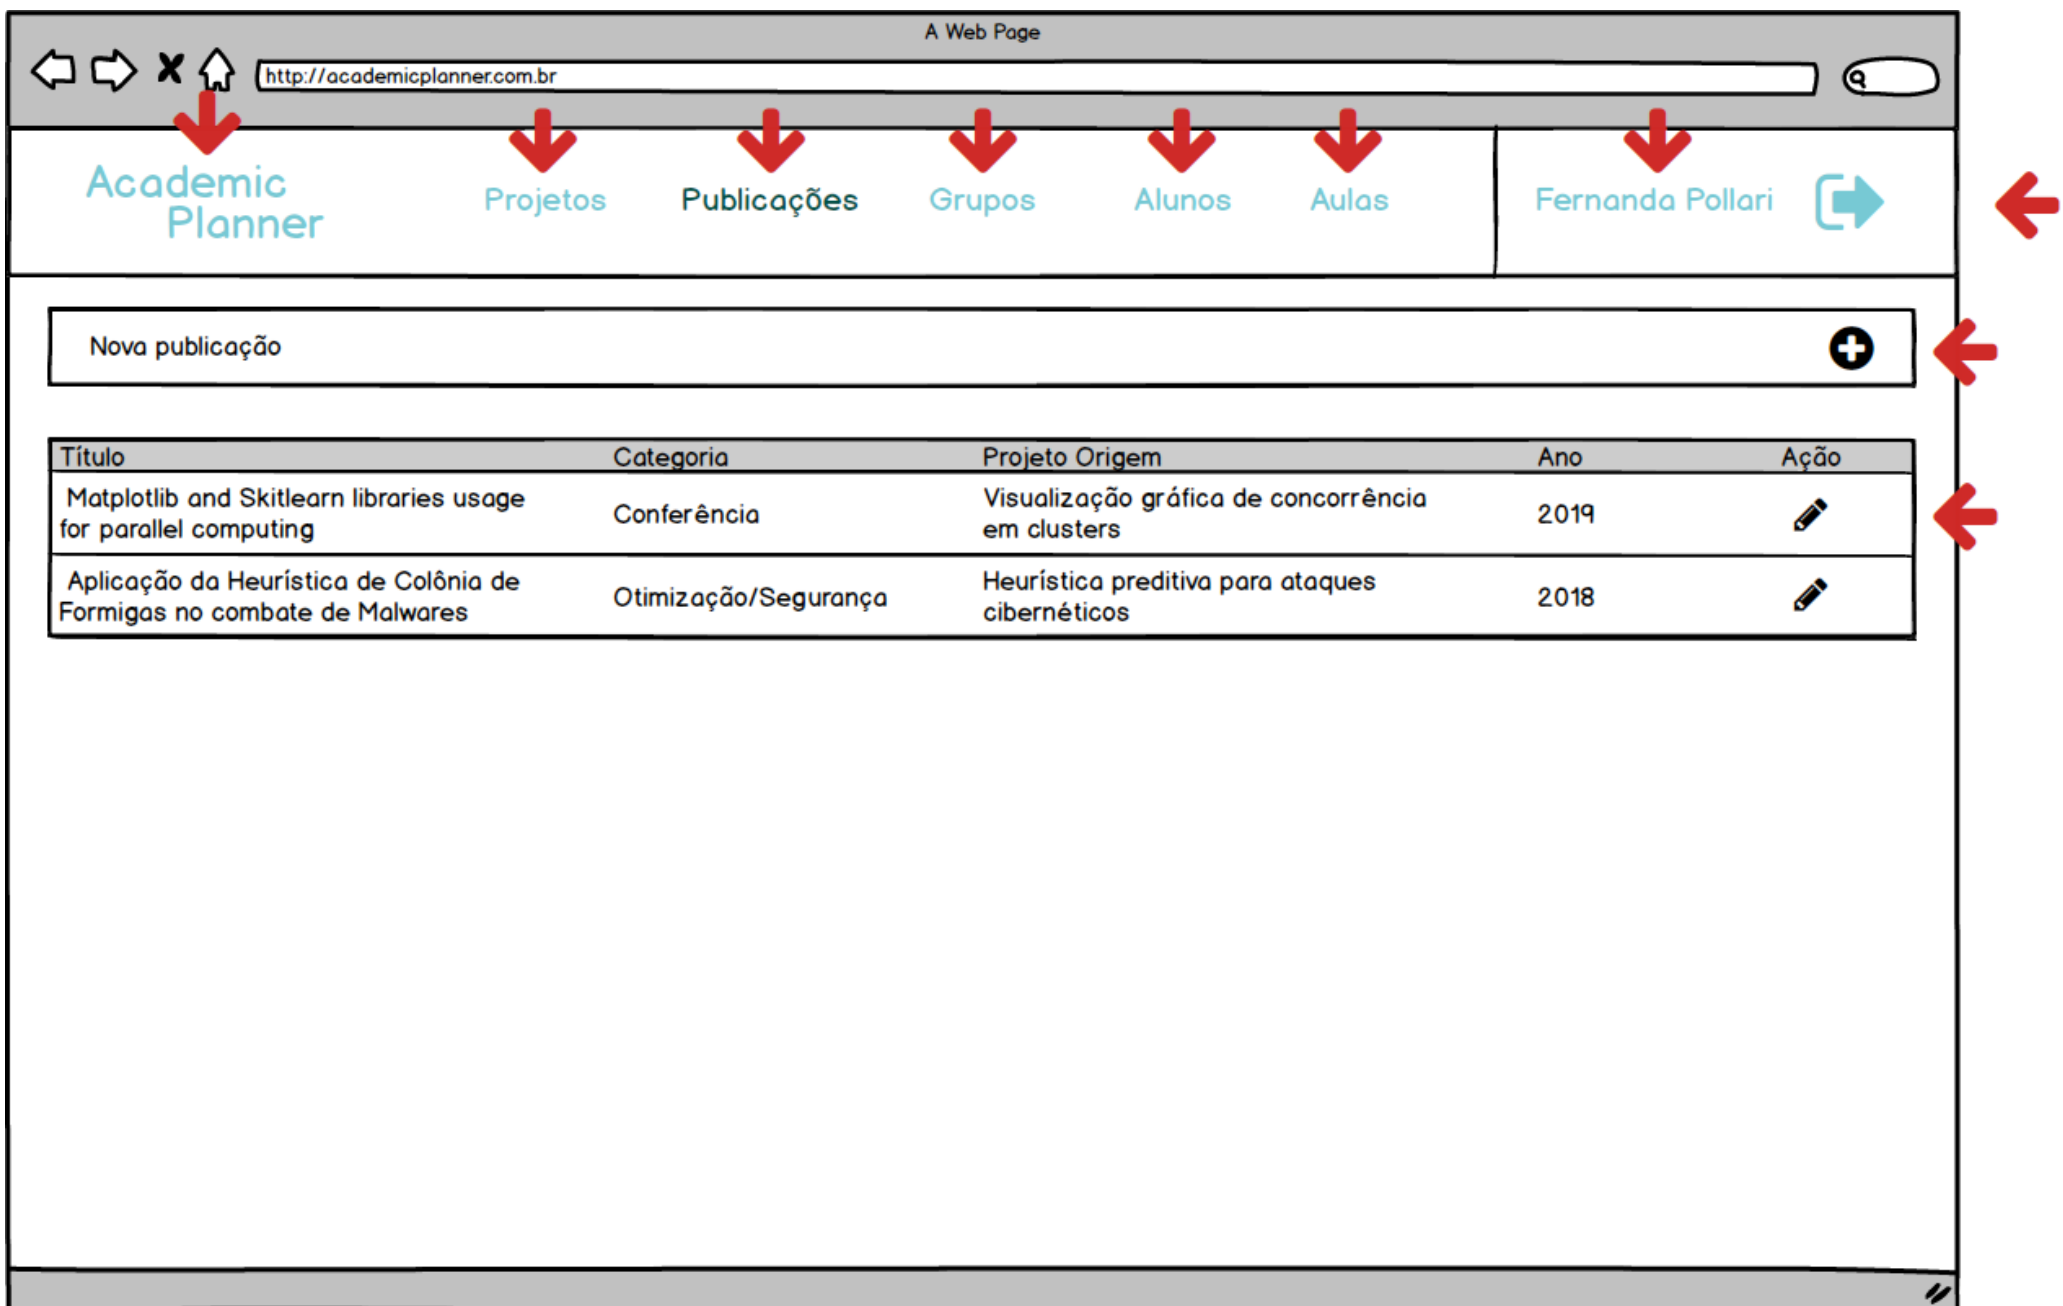 A Web Page
http://academicplanner.com.br
Academic
Planner
Projetos
Publicações
Grupos
Alunos
Aulas
Fernanda Pollari
Nova publicação
Título Categoria Projeto Origem Ano Ação
Matplotlib and Skitlearn libraries usage
for parallel computing
Conferência
Visualização gráfica de concorrência
em clusters
2019
Aplicação da Heurística de Colônia de
Formigas no combate de Malwares
Otimização/Segurança
Heurística preditiva para ataques
cibernéticos
2018